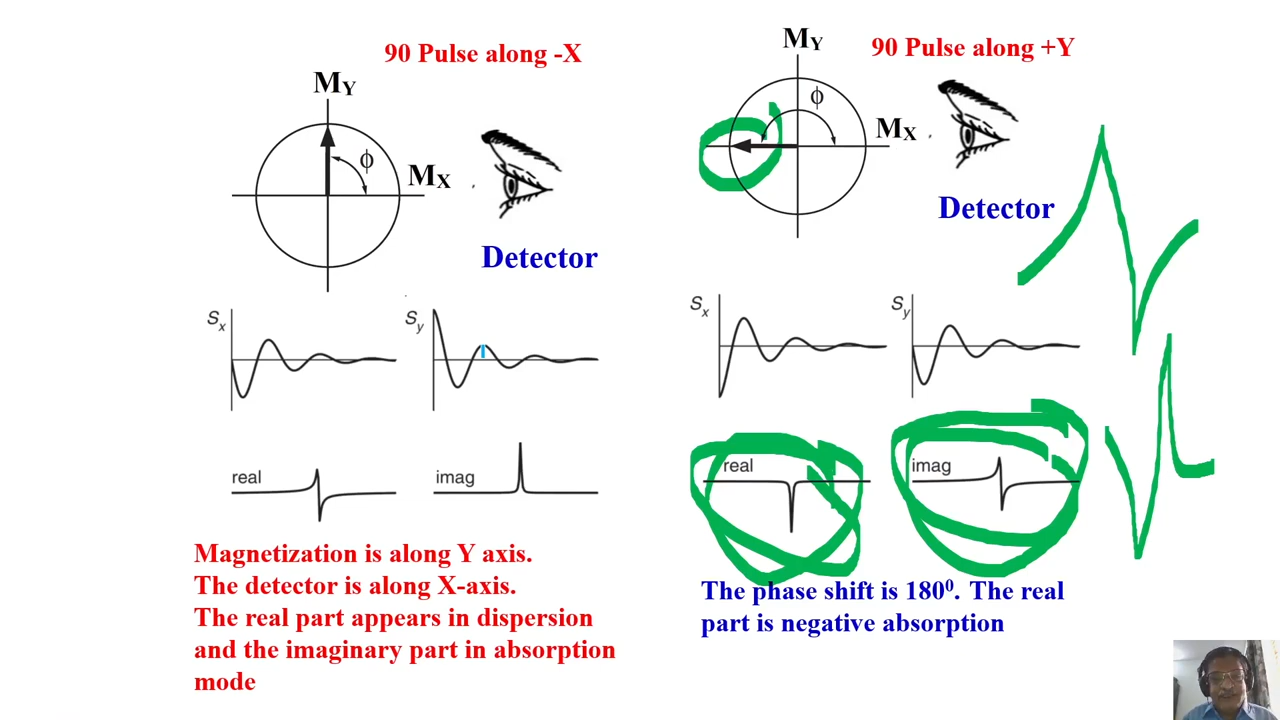 90 Pulse along -X
M_Y
ϕ
M_X
Detector
S_x
S_y
real
imag
Magnetization is along Y axis.
The detector is along X-axis.
The real part appears in dispersion
and the imaginary part in absorption
mode
90 Pulse along +Y
M_Y
ϕ
M_X
Detector
S_x
S_y
real
imag
The phase shift is 180⁰. The real
part is negative absorption